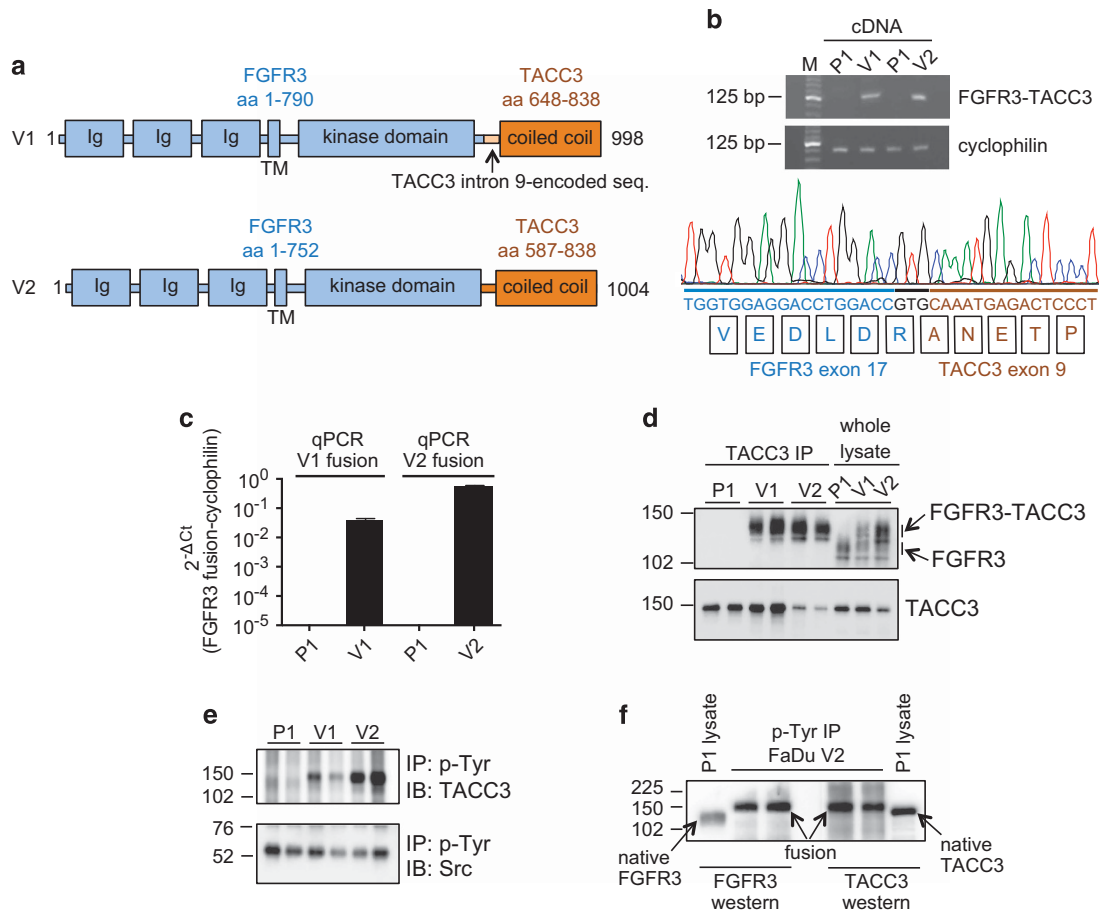 a
FGFR3
aa 1-790
TACC3
aa 648-838
V1 1 Ig Ig Ig kinase domain coiled coil 998
TM
TACC3 intron 9-encoded seq.
FGFR3
aa 1-752
TACC3
aa 587-838
V2 1 Ig Ig Ig kinase domain coiled coil 1004
TM
b
cDNA
M P1 V1 P1 V2
125 bp FGFR3-TACC3
125 bp cyclophilin
TGGTGGAGGACCTGGACCGTGCAAATGAGACTCCCT
V E D L D R A N E T P
FGFR3 exon 17 TACC3 exon 9
c
qPCR
V1 fusion
qPCR
V2 fusion
2-ΔCt
(FGFR3 fusion-cyclophilin)
100
10-1
10-2
10-3
10-4
10-5
P1 V1 P1 V2
d
TACC3 IP
whole
lysate
P1 V1 V2 P1 V1 V2
150
102
FGFR3-TACC3
FGFR3
150 TACC3
e
P1 V1 V2
150
102
IP: p-Tyr
IB: TACC3
76
52
IP: p-Tyr
IB: Src
f
P1 lysate
p-Tyr IP
FaDu V2
P1 lysate
225
150
102
native
FGFR3
fusion
native
TACC3
FGFR3
western
TACC3
western